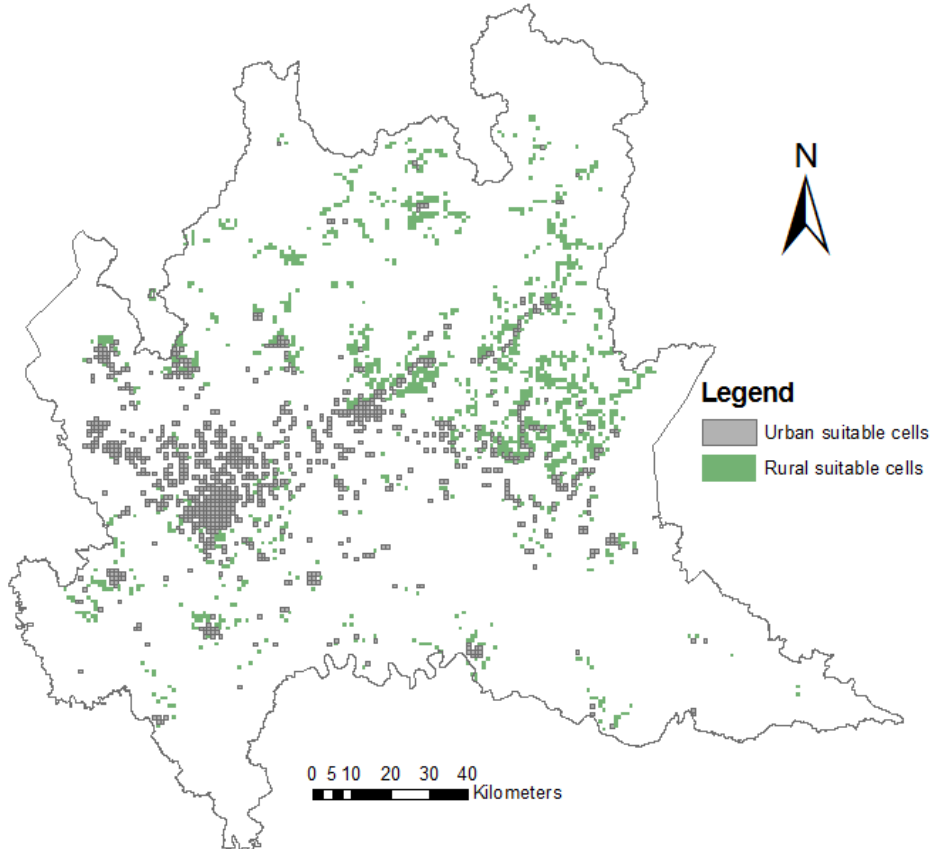 N
Legend
Urban suitable cells
Rural suitable cells
0 5 10 20 30 40
Kilometers